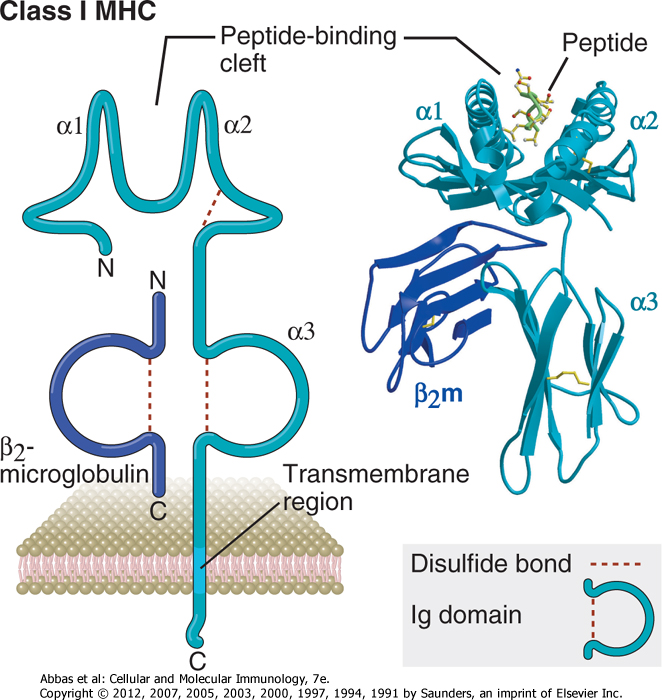 Class I MHC
Peptide-binding
cleft
Peptide
α1
α2
α1
α2
N
N
α3
α3
β2m
β2-
microglobulin
Transmembrane
region
C
C
Disulfide bond
Ig domain
Abbas et al: Cellular and Molecular Immunology, 7e.
Copyright © 2012, 2007, 2005, 2003, 2000, 1997, 1994, 1991 by Saunders, an imprint of Elsevier Inc.